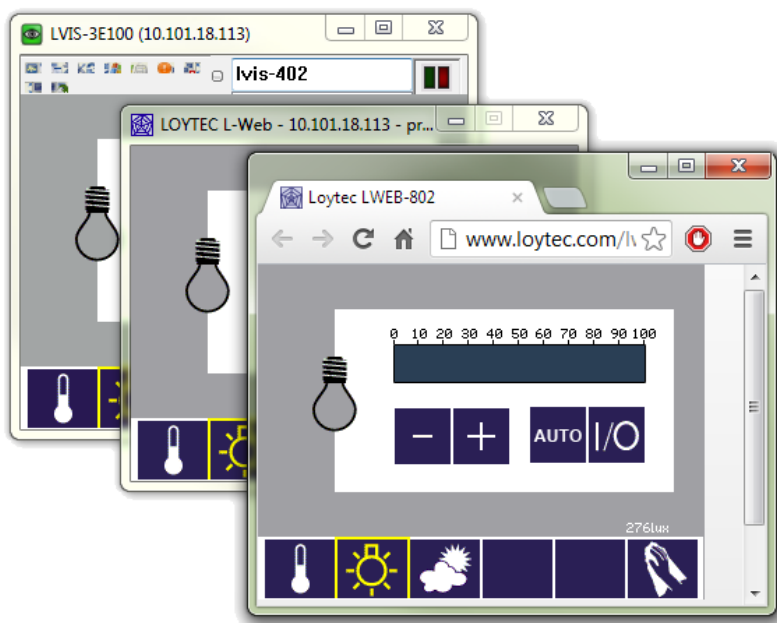 LVIS-3E100 (10.101.18.113)
lvis-402
LOYTEC L-Web - 10.101.18.113 - pr...
Loytec LWEB-802
www.loytec.com/lv
0 10 20 30 40 50 60 70 80 90 100
AUTO I/O
276lux